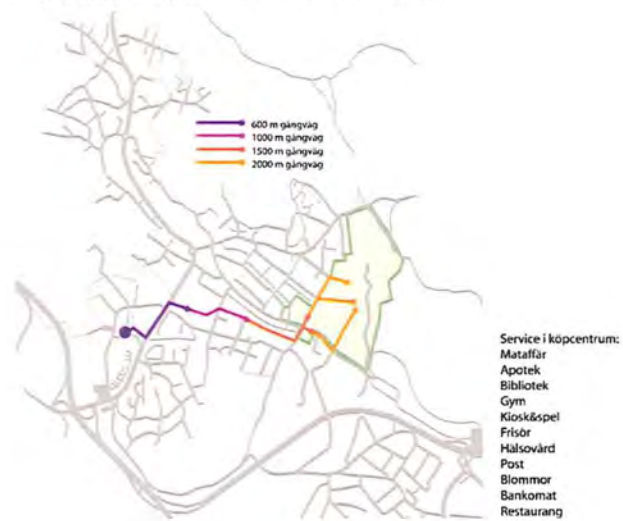 600 m gångväg
1000 m gångväg
1500 m gångväg
2000 m gångväg
Service i köpcentrum:
Mataffär
Apotek
Bibliotek
Gym
Kiosk&spel
Frisör
Hälsovård
Post
Blommor
Bankomat
Restaurang